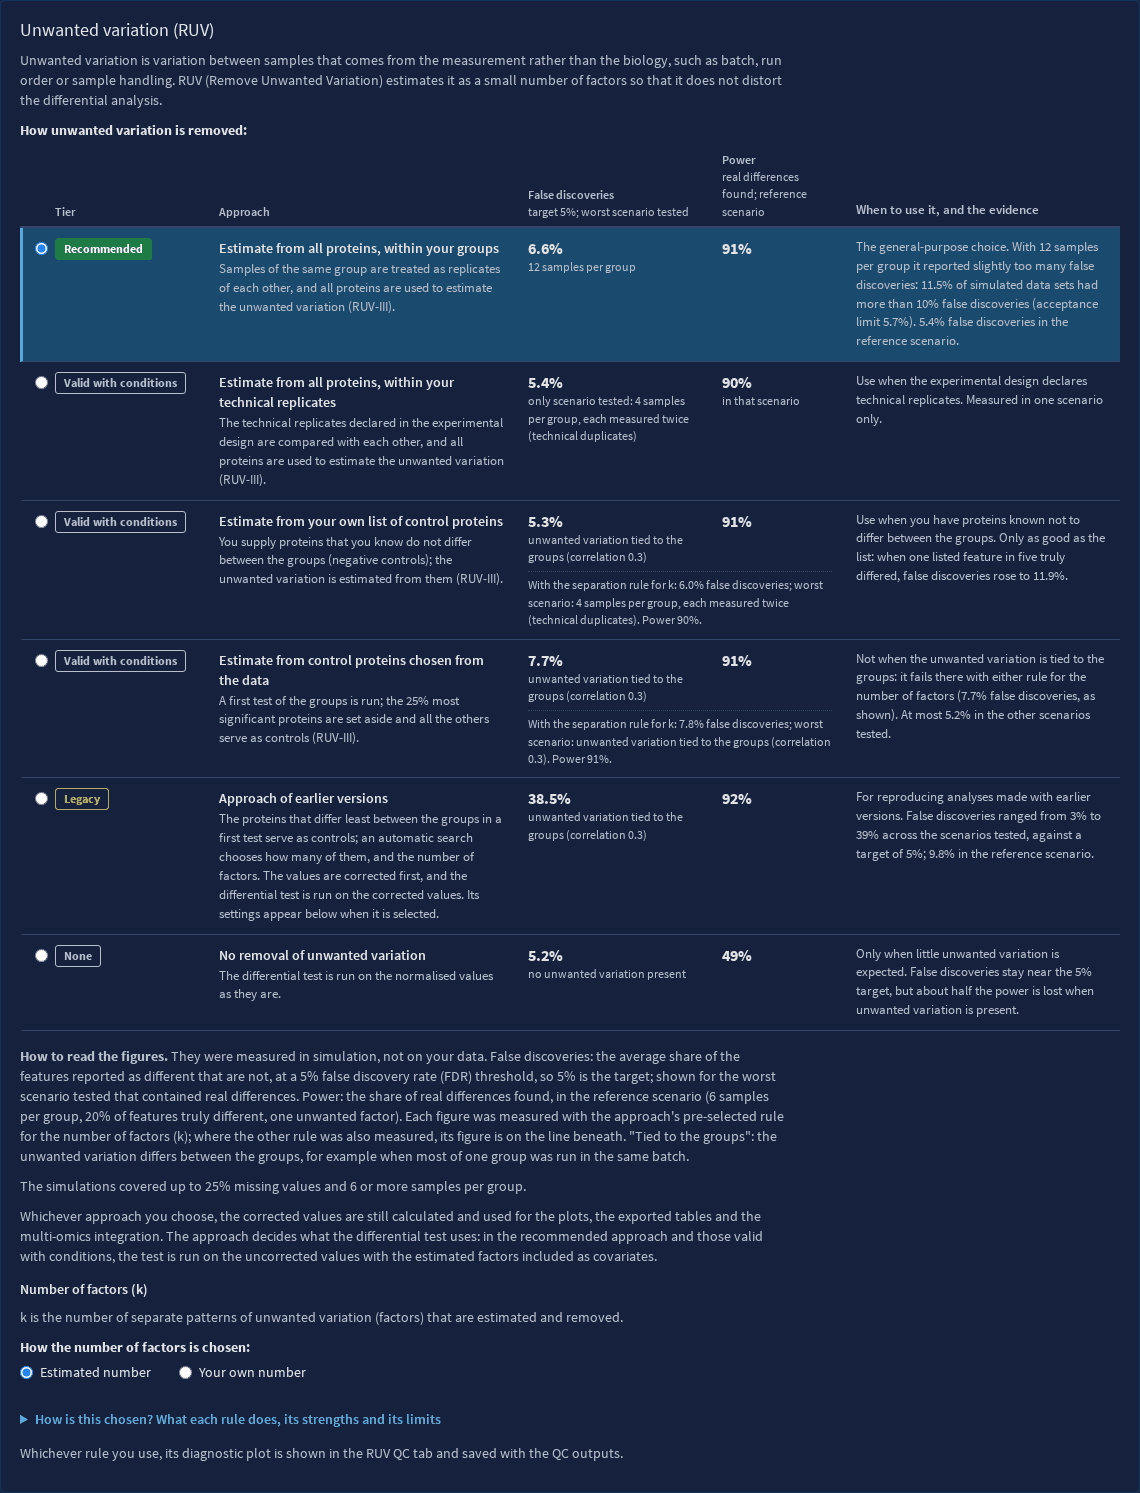 Unwanted variation (RUV)
Unwanted variation is variation between samples that comes from the measurement rather than the biology, such as batch, run
order or sample handling. RUV (Remove Unwanted Variation) estimates it as a small number of factors so that it does not distort
the differential analysis.
How unwanted variation is removed:
Tier
Approach
False discoveries
target 5%; worst scenario tested
Power
real differences
found; reference
scenario
When to use it, and the evidence
Recommended
Estimate from all proteins, within your groups
Samples of the same group are treated as replicates
of each other, and all proteins are used to estimate
the unwanted variation (RUV-III).
6.6%
12 samples per group
91%
The general-purpose choice. With 12 samples
per group it reported slightly too many false
discoveries: 11.5% of simulated data sets had
more than 10% false discoveries (acceptance
limit 5.7%). 5.4% false discoveries in the
reference scenario.
Valid with conditions
Estimate from all proteins, within your
technical replicates
The technical replicates declared in the experimental
design are compared with each other, and all
proteins are used to estimate the unwanted variation
(RUV-III).
5.4%
only scenario tested: 4 samples
per group, each measured twice
(technical duplicates)
90%
in that scenario
Use when the experimental design declares
technical replicates. Measured in one scenario
only.
Valid with conditions
Estimate from your own list of control proteins
You supply proteins that you know do not differ
between the groups (negative controls); the
unwanted variation is estimated from them (RUV-III).
5.3%
unwanted variation tied to the
groups (correlation 0.3)
91%
With the separation rule for k: 6.0% false discoveries; worst
scenario: 4 samples per group, each measured twice
(technical duplicates). Power 90%.
Use when you have proteins known not to
differ between the groups. Only as good as the
list: when one listed feature in five truly
differed, false discoveries rose to 11.9%.
Valid with conditions
Estimate from control proteins chosen from
the data
A first test of the groups is run; the 25% most
significant proteins are set aside and all the others
serve as controls (RUV-III).
7.7%
unwanted variation tied to the
groups (correlation 0.3)
91%
With the separation rule for k: 7.8% false discoveries; worst
scenario: unwanted variation tied to the groups (correlation
0.3). Power 91%.
Not when the unwanted variation is tied to the
groups: it fails there with either rule for the
number of factors (7.7% false discoveries, as
shown). At most 5.2% in the other scenarios
tested.
Legacy
Approach of earlier versions
The proteins that differ least between the groups in a
first test serve as controls; an automatic search
chooses how many of them, and the number of
factors. The values are corrected first, and the
differential test is run on the corrected values. Its
settings appear below when it is selected.
38.5%
unwanted variation tied to the
groups (correlation 0.3)
92%
For reproducing analyses made with earlier
versions. False discoveries ranged from 3% to
39% across the scenarios tested, against a
target of 5%; 9.8% in the reference scenario.
None
No removal of unwanted variation
The differential test is run on the normalised values
as they are.
5.2%
no unwanted variation present
49%
Only when little unwanted variation is
expected. False discoveries stay near the 5%
target, but about half the power is lost when
unwanted variation is present.
How to read the figures. They were measured in simulation, not on your data. False discoveries: the average share of the
features reported as different that are not, at a 5% false discovery rate (FDR) threshold, so 5% is the target; shown for the worst
scenario tested that contained real differences. Power: the share of real differences found, in the reference scenario (6 samples
per group, 20% of features truly different, one unwanted factor). Each figure was measured with the approach's pre-selected rule
for the number of factors (k); where the other rule was also measured, its figure is on the line beneath. "Tied to the groups": the
unwanted variation differs between the groups, for example when most of one group was run in the same batch.
The simulations covered up to 25% missing values and 6 or more samples per group.
Whichever approach you choose, the corrected values are still calculated and used for the plots, the exported tables and the
multi-omics integration. The approach decides what the differential test uses: in the recommended approach and those valid
with conditions, the test is run on the uncorrected values with the estimated factors included as covariates.
Number of factors (k)
k is the number of separate patterns of unwanted variation (factors) that are estimated and removed.
How the number of factors is chosen:
Estimated number
Your own number
How is this chosen? What each rule does, its strengths and its limits
Whichever rule you use, its diagnostic plot is shown in the RUV QC tab and saved with the QC outputs.